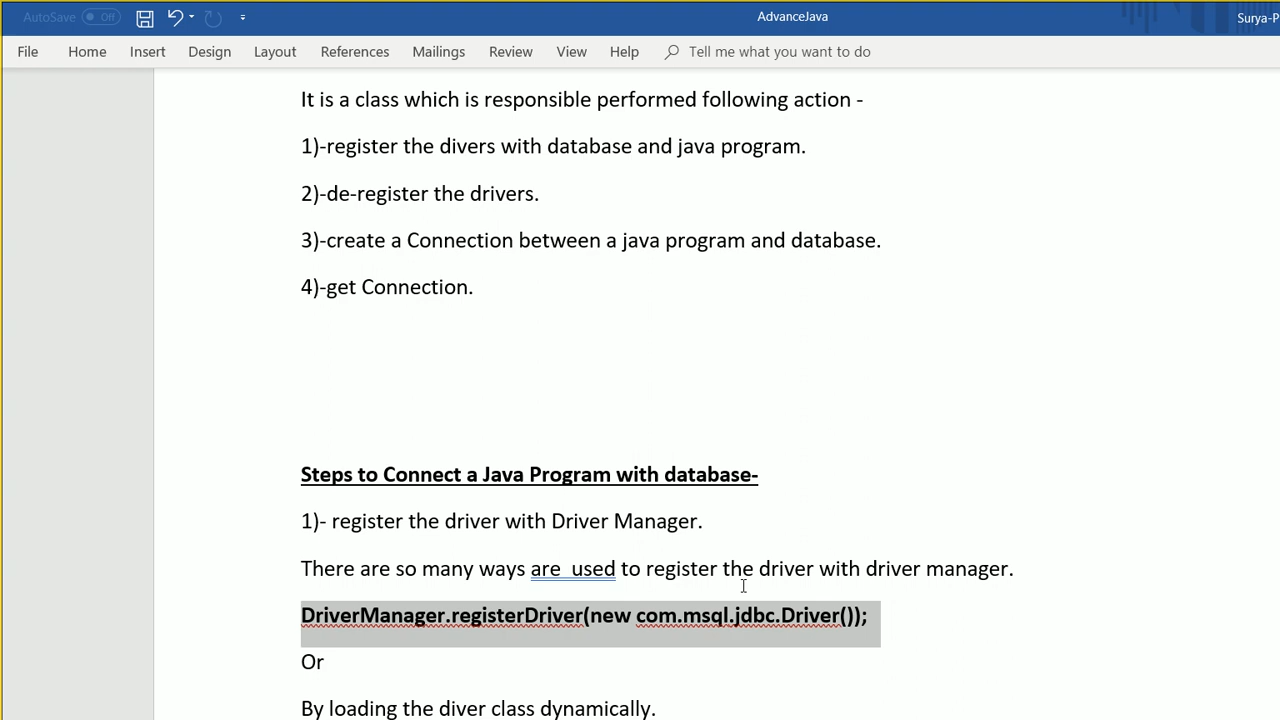 AutoSave Off AdvanceJava Surya-P
File Home Insert Design Layout References Mailings Review View Help Tell me what you want to do
It is a class which is responsible performed following action -
1)-register the divers with database and java program.
2)-de-register the drivers.
3)-create a Connection between a java program and database.
4)-get Connection.
Steps to Connect a Java Program with database-
1)- register the driver with Driver Manager.
There are so many ways are  used to register the driver with driver manager.
DriverManager.registerDriver(new com.msql.jdbc.Driver());
Or
By loading the diver class dynamically.